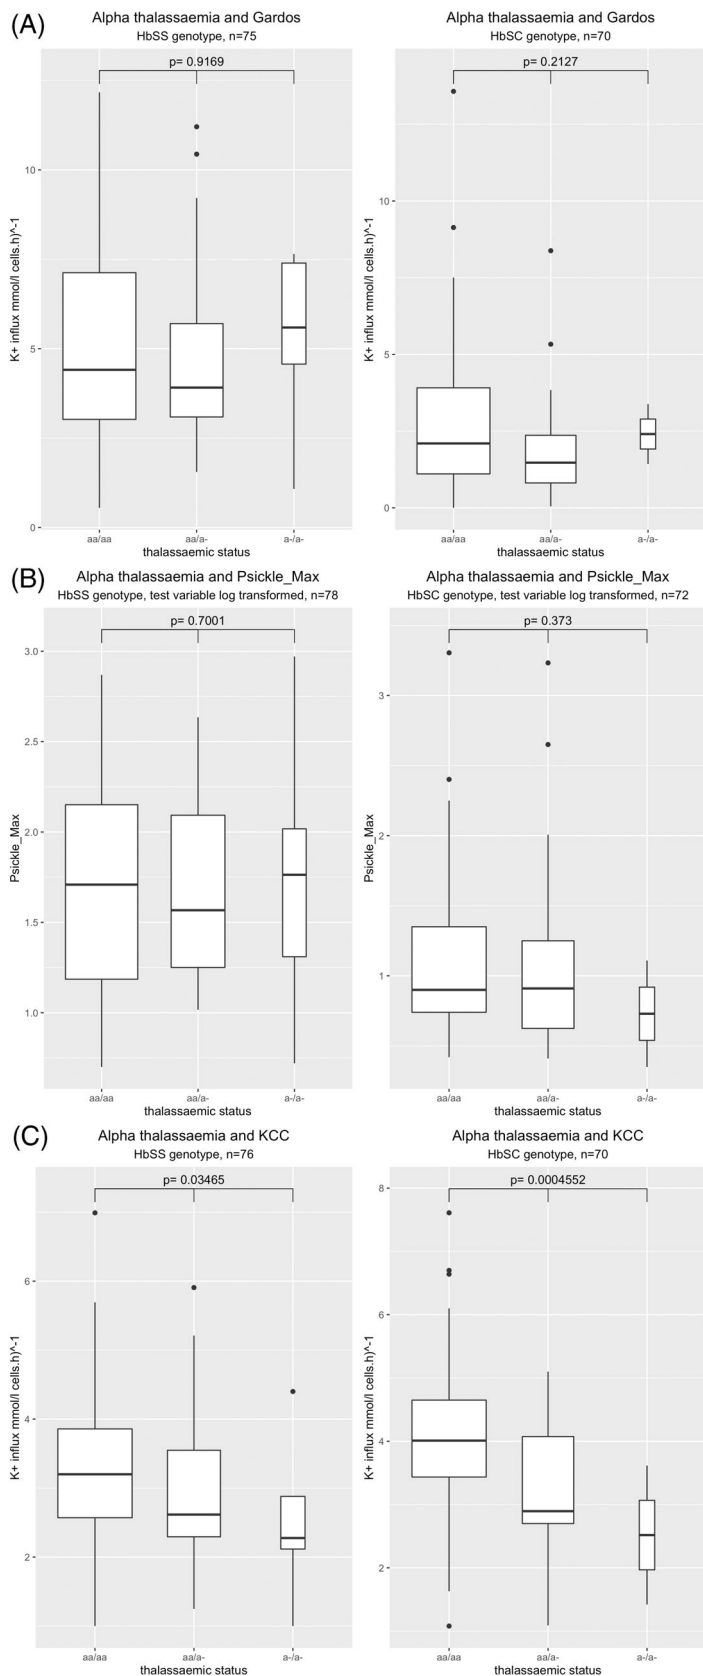 (A)
Alpha thalassaemia and Gardos
HbSS genotype, n=75
p= 0.9169
10
5
0
K+ influx mmol/l cells.h)^-1
aa/aa
aa/a-
a-/a-
thalassaemic status
Alpha thalassaemia and Gardos
HbSC genotype, n=70
p= 0.2127
10
5
0
K+ influx mmol/l cells.h)^-1
aa/aa
aa/a-
a-/a-
thalassaemic status
(B)
Alpha thalassaemia and Psickle_Max
HbSS genotype, test variable log transformed, n=78
p= 0.7001
3.0
2.5
2.0
1.5
1.0
Psickle_Max
aa/aa
aa/a-
a-/a-
thalassaemic status
Alpha thalassaemia and Psickle_Max
HbSC genotype, test variable log transformed, n=72
p= 0.373
3
2
1
Psickle_Max
aa/aa
aa/a-
a-/a-
thalassaemic status
(C)
Alpha thalassaemia and KCC
HbSS genotype, n=76
p= 0.03465
6
4
2
K+ influx mmol/l cells.h)^-1
aa/aa
aa/a-
a-/a-
thalassaemic status
Alpha thalassaemia and KCC
HbSC genotype, n=70
p= 0.0004552
8
6
4
2
K+ influx mmol/l cells.h)^-1
aa/aa
aa/a-
a-/a-
thalassaemic status